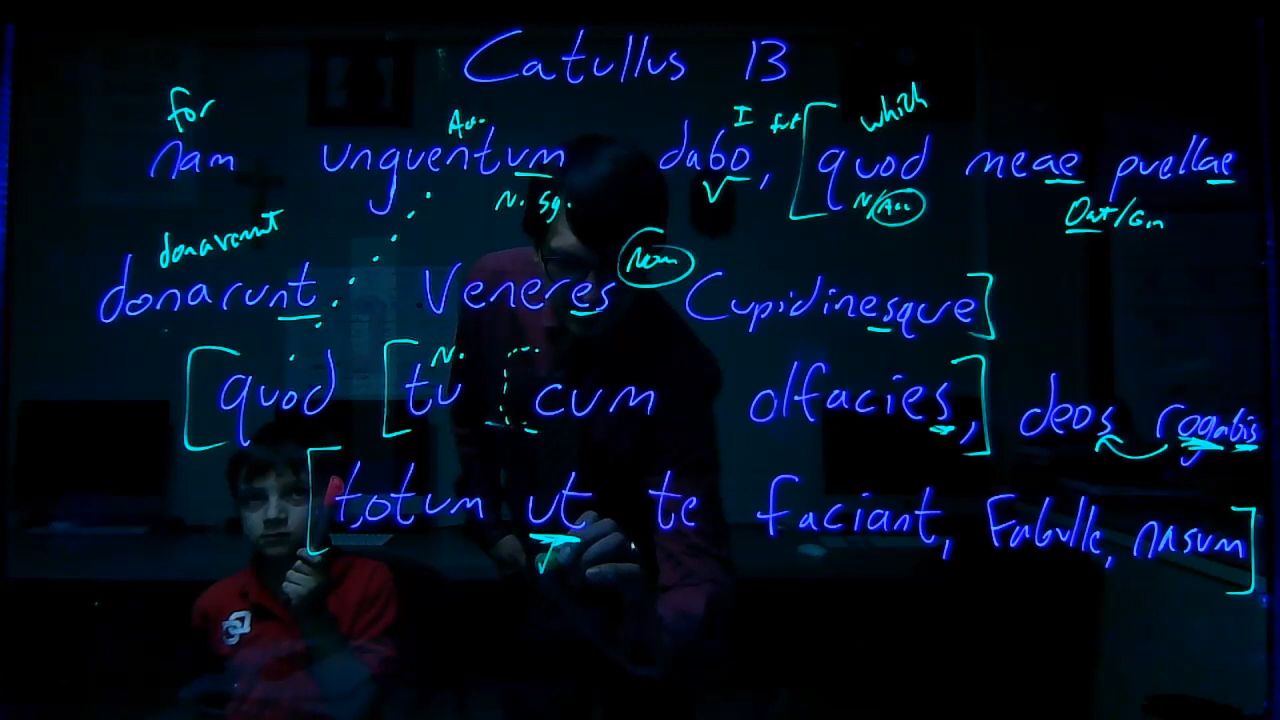 Catullus 13
for Acc. I fut which
nam unguentum dabo, [quod meae puellae
N. Sg. V N/Acc Dat/Gen
donaverunt Nom
donarunt Veneres Cupidinesque]
N.
[quod [tu cum olfacies,] deos rogabis
[totum ut te faciant, Fabulle, nasum]